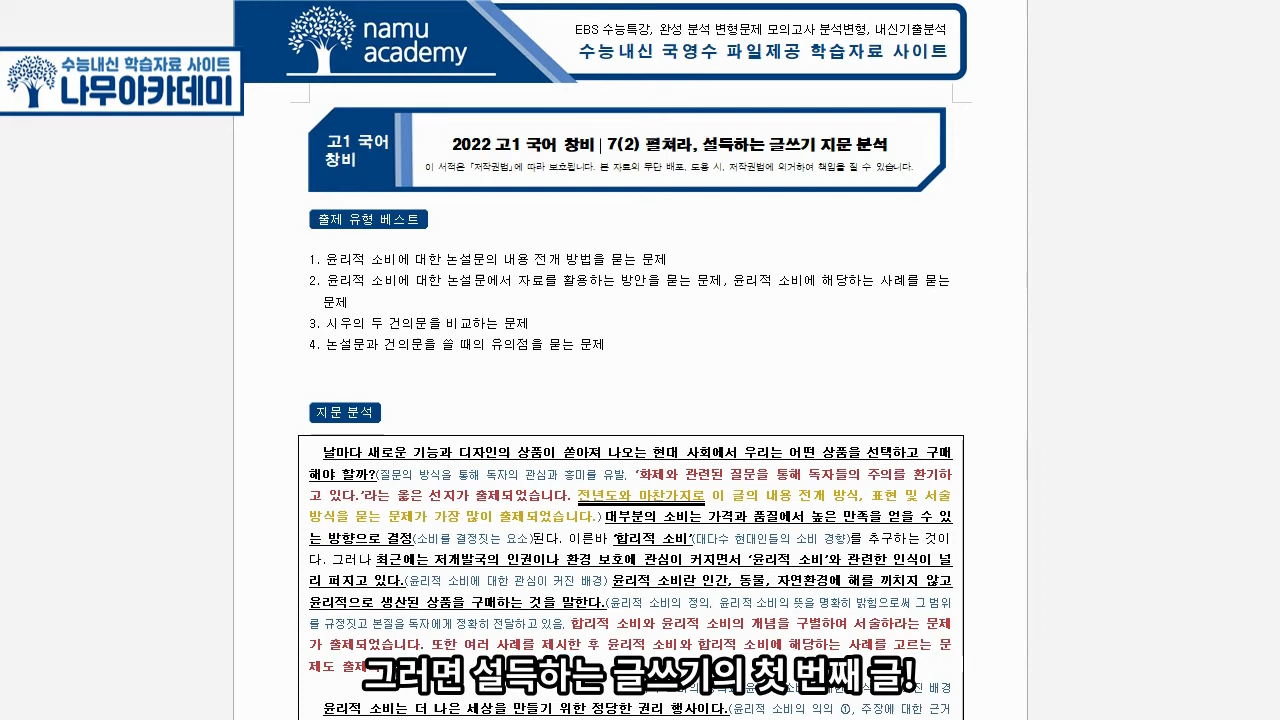 namu
academy
EBS 수능특강, 완성 분석 변형문제 모의고사 분석변형, 내신기출분석
수능내신 국영수 파일제공 학습자료 사이트
수능내신 학습자료 사이트
나무아카데미
고1 국어
창비
2022 고1 국어 창비 | 7(2) 펼쳐라, 설득하는 글쓰기 지문 분석
이 서적은 「저작권법」에 따라 보호됩니다. 본 자료의 무단 배포, 도용 시, 저작권법에 의거하여 책임을 질 수 있습니다.
출제 유형 베스트
1. 윤리적 소비에 대한 논설문의 내용 전개 방법을 묻는 문제
2. 윤리적 소비에 대한 논설문에서 자료를 활용하는 방안을 묻는 문제, 윤리적 소비에 해당하는 사례를 묻는
문제
3. 시우의 두 건의문을 비교하는 문제
4. 논설문과 건의문을 쓸 때의 유의점을 묻는 문제
지문 분석
날마다 새로운 기능과 디자인의 상품이 쏟아져 나오는 현대 사회에서 우리는 어떤 상품을 선택하고 구매
해야 할까?(질문의 방식을 통해 독자의 관심과 흥미를 유발. ‘화제와 관련된 질문을 통해 독자들의 주의를 환기하
고 있다.’라는 옳은 선지가 출제되었습니다. 전년도와 마찬가지로 이 글의 내용 전개 방식, 표현 및 서술
방식을 묻는 문제가 가장 많이 출제되었습니다.) 대부분의 소비는 가격과 품질에서 높은 만족을 얻을 수 있
는 방향으로 결정(소비를 결정짓는 요소)된다. 이른바 ‘합리적 소비’(대다수 현대인들의 소비 경향)를 추구하는 것이
다. 그러나 최근에는 저개발국의 인권이나 환경 보호에 관심이 커지면서 ‘윤리적 소비’와 관련한 인식이 널
리 퍼지고 있다.(윤리적 소비에 대한 관심이 커진 배경) 윤리적 소비란 인간, 동물, 자연환경에 해를 끼치지 않고
윤리적으로 생산된 상품을 구매하는 것을 말한다.(윤리적 소비의 정의. 윤리적 소비의 뜻을 명확히 밝힘으로써 그 범위
를 규정짓고 본질을 독자에게 정확히 전달하고 있음. 합리적 소비와 윤리적 소비의 개념을 구별하여 서술하라는 문제
가 출제되었습니다. 또한 여러 사례를 제시한 후 윤리적 소비와 합리적 소비에 해당하는 사례를 고르는 문
제도 출제
배경
그러면 설득하는 글쓰기의 첫 번째 글!
윤리적 소비는 더 나은 세상을 만들기 위한 정당한 권리 행사이다.(윤리적 소비의 의의 ①, 주장에 대한 근거